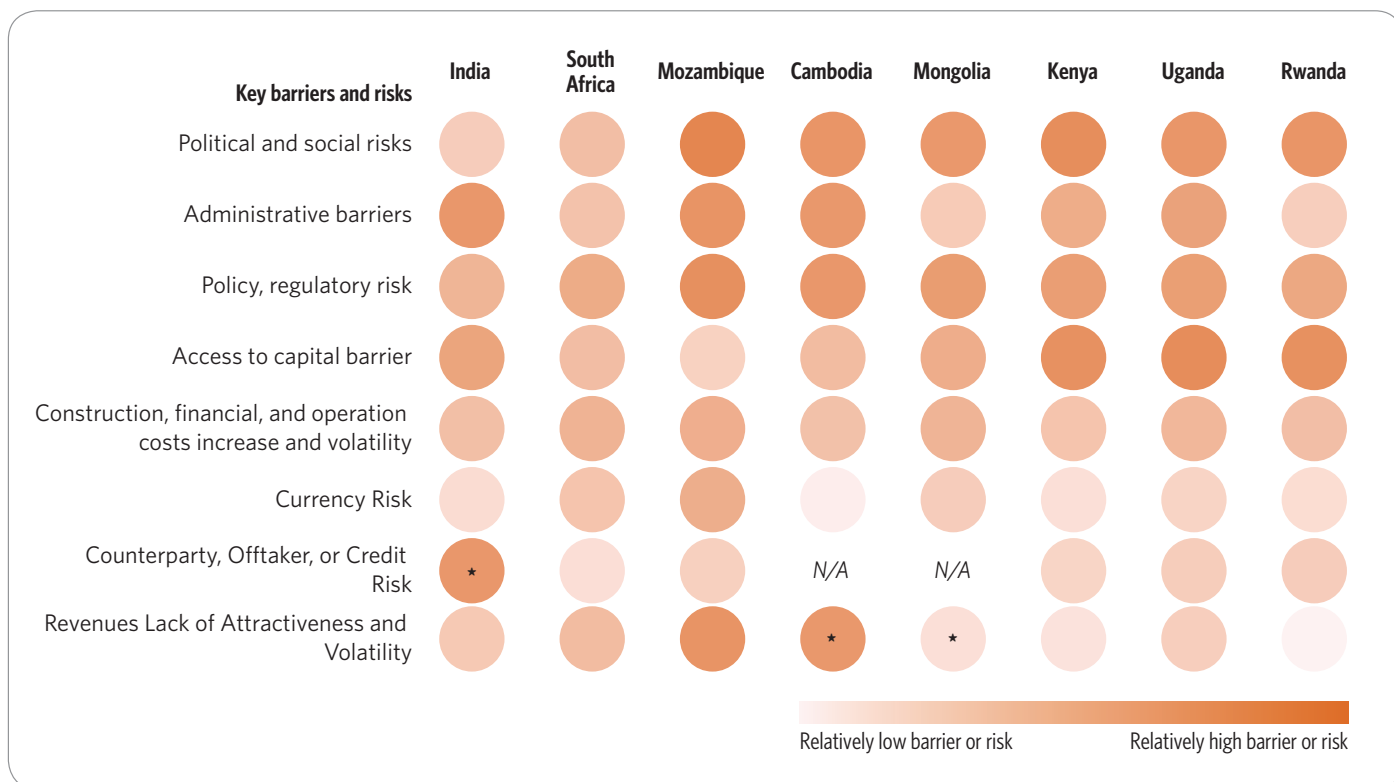 India
South
Africa
Mozambique
Cambodia
Mongolia
Kenya
Uganda
Rwanda
Key barriers and risks
Political and social risks
Administrative barriers
Policy, regulatory risk
Access to capital barrier
Construction, financial, and operation
costs increase and volatility
Currency Risk
Counterparty, Offtaker, or Credit
Risk
★
N/A
N/A
Revenues Lack of Attractiveness and
Volatility
★
★
Relatively low barrier or risk
Relatively high barrier or risk